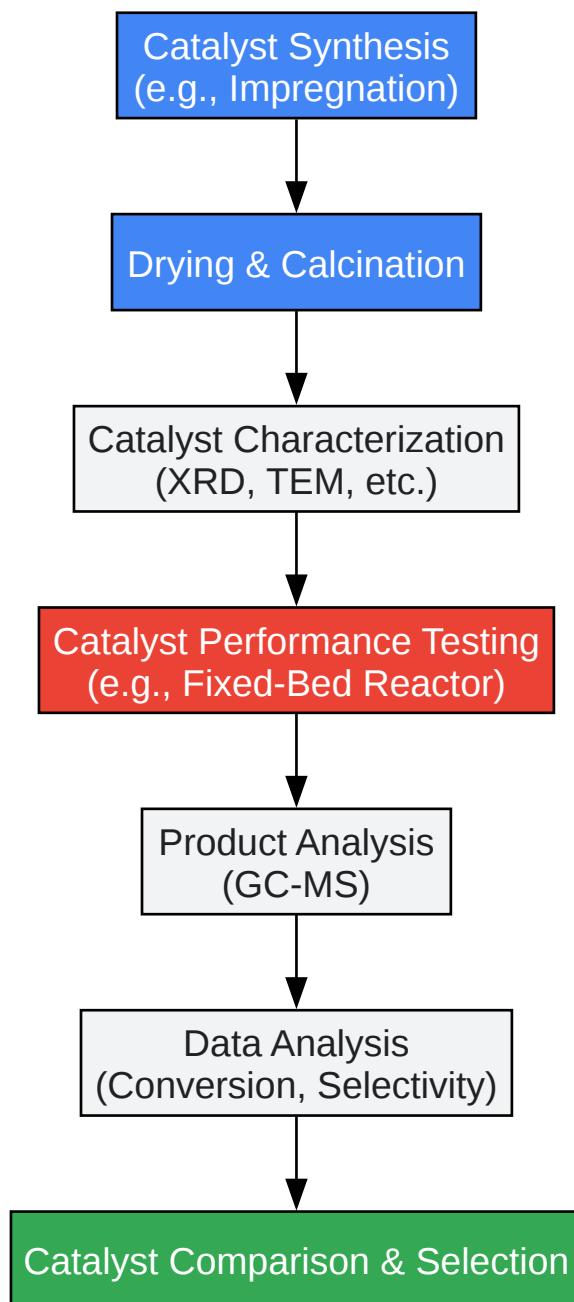 Catalyst Synthesis
(e.g., Impregnation)
Drying & Calcination
Catalyst Characterization
(XRD, TEM, etc.)
Catalyst Performance Testing
(e.g., Fixed-Bed Reactor)
Product Analysis
(GC-MS)
Data Analysis
(Conversion, Selectivity)
Catalyst Comparison & Selection